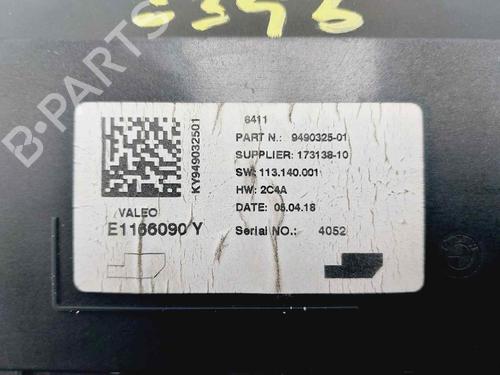 6411
PART N.: 9490325-01
SUPPLIER: 173138-10
SW: 113.140.001
HW: 2C4A
DATE: 05.04.18
Serial NO.: 4052
KY949032501
VALEO
E1166090 Y